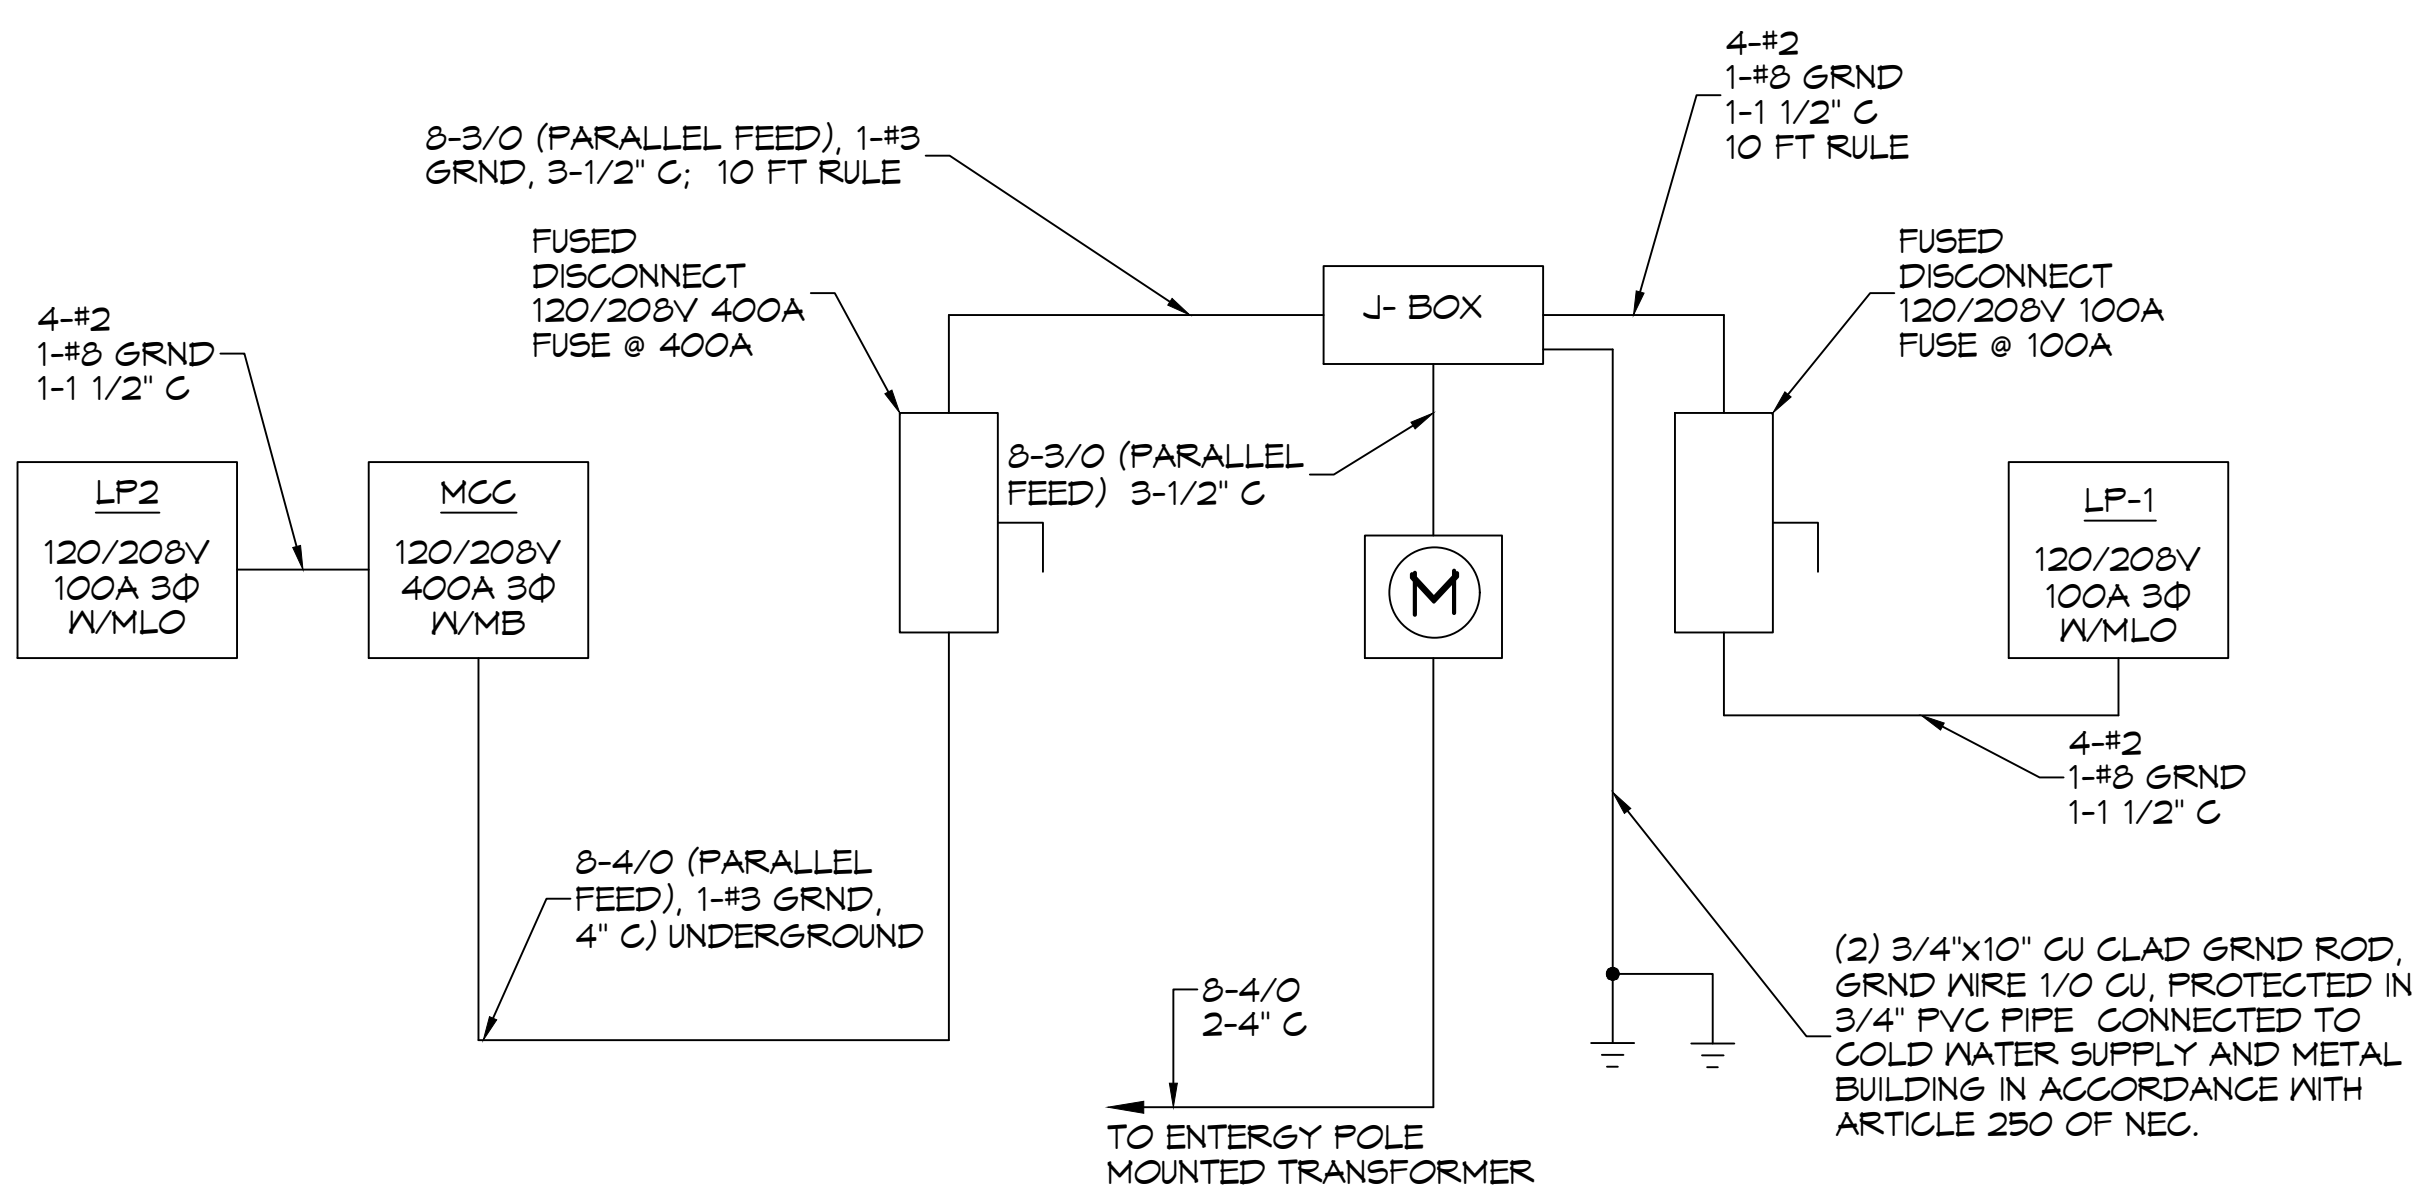 4-#2
1-#8 GRND
1-1 1/2" C
10 FT RULE
8-3/0 (PARALLEL FEED), 1-#3
GRND, 3-1/2" C;  10 FT RULE
FUSED
DISCONNECT
120/208V 400A
FUSE @ 400A
FUSED
DISCONNECT
120/208V 100A
FUSE @ 100A
4-#2
1-#8 GRND
1-1 1/2" C
J- BOX
8-3/0 (PARALLEL
FEED)  3-1/2" C
LP2
120/208V
100A 3Φ
W/MLO
MCC
120/208V
400A 3Φ
W/MB
M
LP-1
120/208V
100A 3Φ
W/MLO
4-#2
1-#8 GRND
1-1 1/2" C
8-4/0 (PARALLEL
FEED), 1-#3 GRND,
4" C) UNDERGROUND
8-4/0
2-4" C
(2) 3/4"x10" CU CLAD GRND ROD,
GRND WIRE 1/0 CU, PROTECTED IN
3/4" PVC PIPE  CONNECTED TO
COLD WATER SUPPLY AND METAL
BUILDING IN ACCORDANCE WITH
ARTICLE 250 OF NEC.
TO ENTERGY POLE
MOUNTED TRANSFORMER